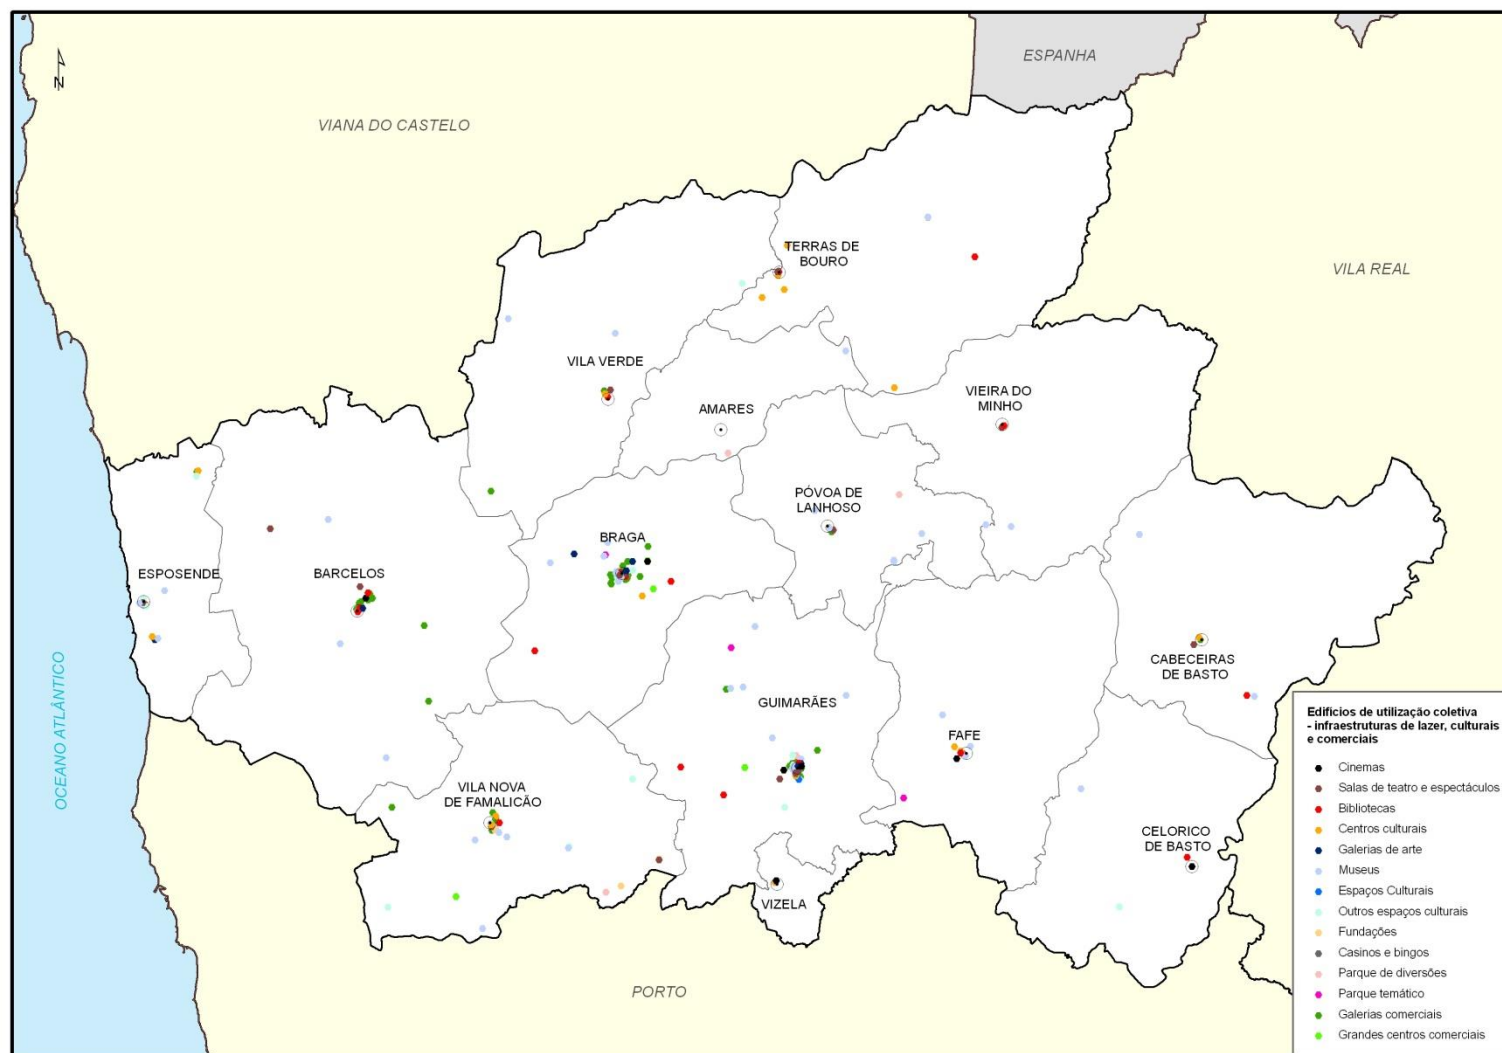 ESPANHA
VIANA DO CASTELO
N
TERRAS DE
BOURO
VILA REAL
VILA VERDE
AMARES
VIEIRA DO
MINHO
PÓVOA DE
LANHOSO
BRAGA
ESPOSENDE
BARCELOS
CABECEIRAS
DE BASTO
OCEANO ATLÂNTICO
GUIMARÃES
FAFE
VILA NOVA
DE FAMALICÃO
CELORICO
DE BASTO
VIZELA
PORTO
Edifícios de utilização coletiva
- infraestruturas de lazer, culturais
e comerciais
Cinemas
Salas de teatro e espectáculos
Bibliotecas
Centros culturais
Galerias de arte
Museus
Espaços Culturais
Outros espaços culturais
Fundações
Casinos e bingos
Parque de diversões
Parque temático
Galerias comerciais
Grandes centros comerciais